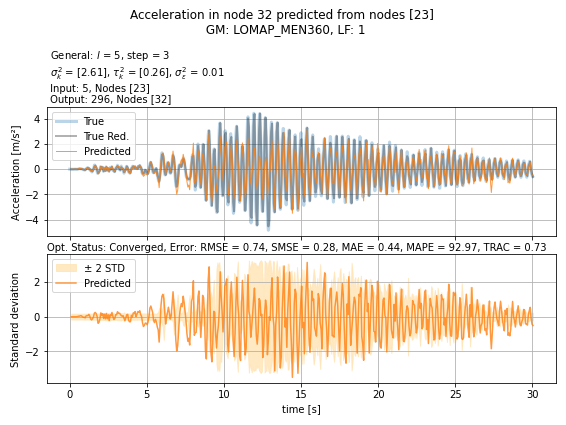 Acceleration in node 32 predicted from nodes [23]
GM: LOMAP_MEN360, LF: 1
General: l = 5, step = 3
σ²ₖ = [2.61], τ²ₖ = [0.26], σ²ε = 0.01
Input: 5, Nodes [23]
Output: 296, Nodes [32]
True
True Red.
Predicted
Acceleration [m/s²]
4
2
0
−2
−4
Opt. Status: Converged, Error: RMSE = 0.74, SMSE = 0.28, MAE = 0.44, MAPE = 92.97, TRAC = 0.73
± 2 STD
Predicted
Standard deviation
2
0
−2
0 5 10 15 20 25 30
time [s]